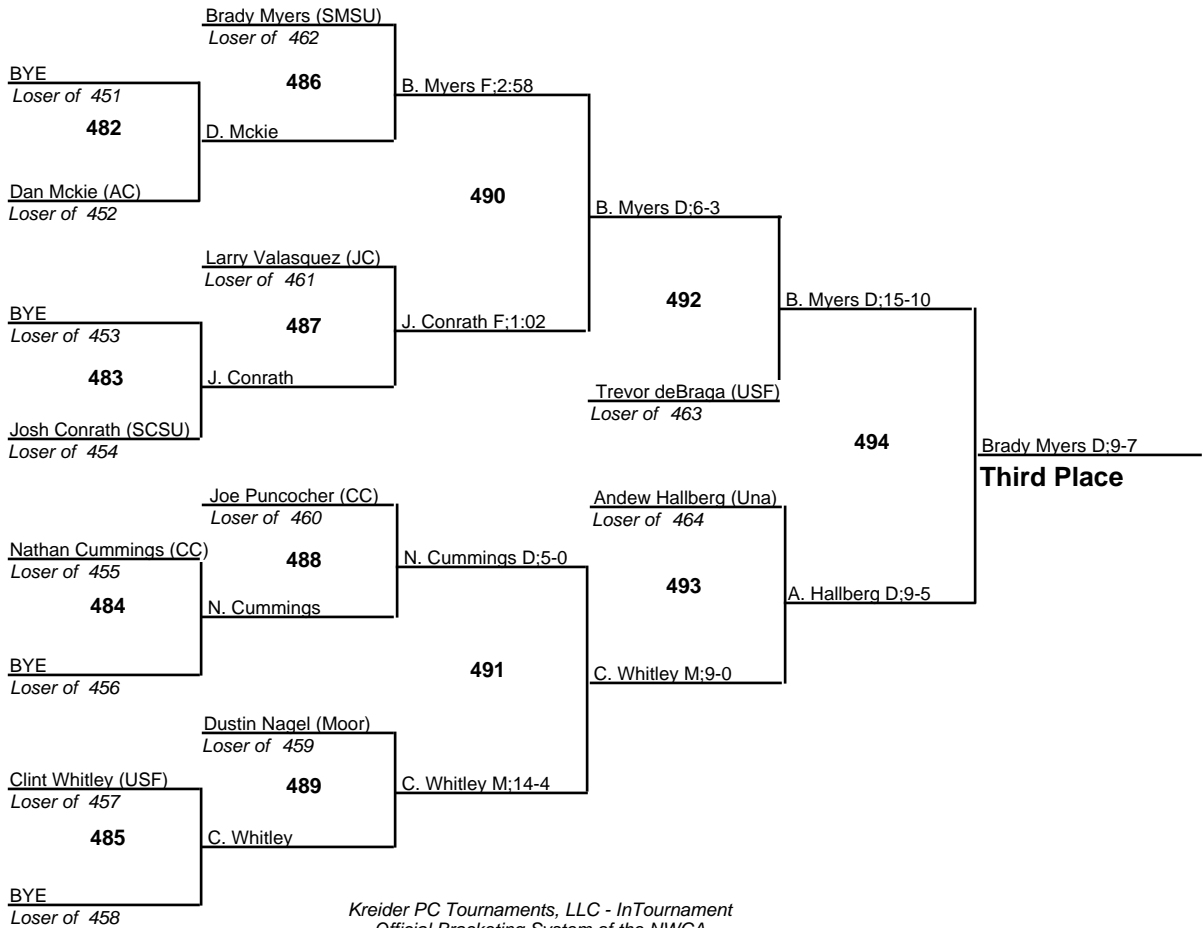 Brady Myers (SMSU)
Loser of 462
BYE
Loser of 451
486
B. Myers F;2:58
482
D. Mckie
Dan Mckie (AC)
Loser of 452
490
B. Myers D;6-3
Larry Valasquez (JC)
Loser of 461
492
B. Myers D;15-10
BYE
Loser of 453
487
J. Conrath F;1:02
483
J. Conrath
Trevor deBraga (USF)
Loser of 463
Josh Conrath (SCSU)
Loser of 454
494
Brady Myers D;9-7
Third Place
Joe Puncocher (CC)
Loser of 460
Andew Hallberg (Una)
Loser of 464
Nathan Cummings (CC)
Loser of 455
488
N. Cummings D;5-0
493
A. Hallberg D;9-5
484
N. Cummings
BYE
Loser of 456
491
C. Whitley M;9-0
Dustin Nagel (Moor)
Loser of 459
Clint Whitley (USF)
Loser of 457
489
C. Whitley M;14-4
485
C. Whitley
BYE
Loser of 458
Kreider PC Tournaments, LLC - InTournament
Official Bracketing System of the NWCA